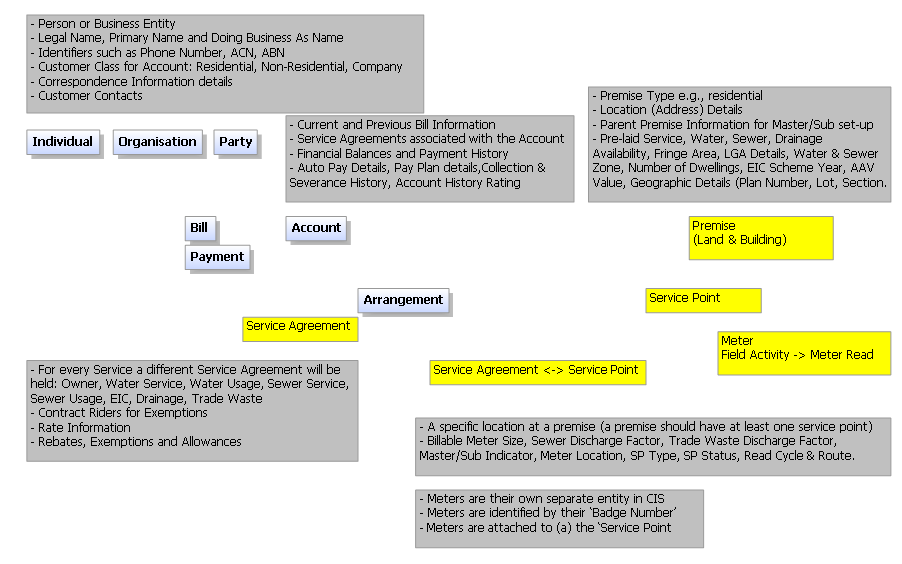 - Person or Business Entity
- Legal Name, Primary Name and Doing Business As Name
- Identifiers such as Phone Number, ACN, ABN
- Customer Class for Account: Residential, Non-Residential, Company
- Correspondence Information details
- Customer Contacts
- Premise Type e.g., residential
- Location (Address) Details
- Parent Premise Information for Master/Sub set-up
- Pre-laid Service, Water, Sewer, Drainage
Availability, Fringe Area, LGA Details, Water & Sewer
Zone, Number of Dwellings, EIC Scheme Year, AAV
Value, Geographic Details (Plan Number, Lot, Section.
Individual
Organisation
Party
- Current and Previous Bill Information
- Service Agreements associated with the Account
- Financial Balances and Payment History
- Auto Pay Details, Pay Plan details,Collection &
Severance History, Account History Rating
Bill
Account
Premise
(Land & Building)
Payment
Arrangement
Service Point
Service Agreement
Meter
Field Activity -> Meter Read
- For every Service a different Service Agreement will be
held: Owner, Water Service, Water Usage, Sewer Service,
Sewer Usage, EIC, Drainage, Trade Waste
- Contract Riders for Exemptions
- Rate Information
- Rebates, Exemptions and Allowances
Service Agreement <-> Service Point
- A specific location at a premise (a premise should have at least one service point)
- Billable Meter Size, Sewer Discharge Factor, Trade Waste Discharge Factor,
Master/Sub Indicator, Meter Location, SP Type, SP Status, Read Cycle & Route.
- Meters are their own separate entity in CIS
- Meters are identified by their ‘Badge Number’
- Meters are attached to (a) the ‘Service Point